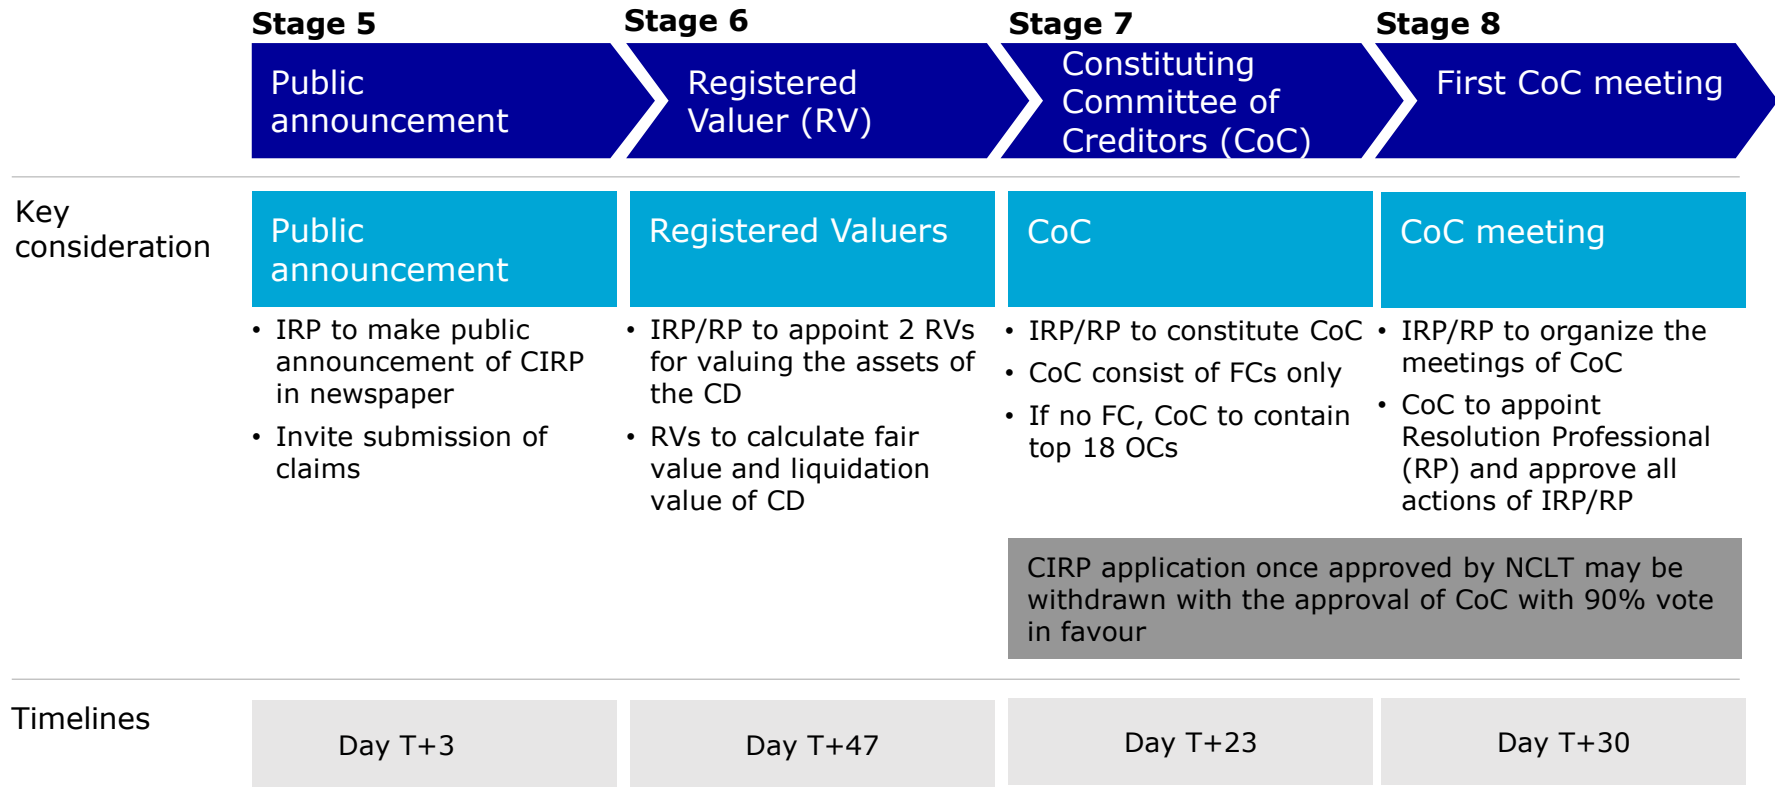 Stage 5
Stage 6
Stage 7
Stage 8
Public
announcement
Registered
Valuer (RV)
Constituting
Committee of
Creditors (CoC)
First CoC meeting
Key
consideration
Public
announcement
Registered Valuers
CoC
CoC meeting
• IRP to make public
announcement of CIRP
in newspaper
• Invite submission of
claims
• IRP/RP to appoint 2 RVs
for valuing the assets of
the CD
• RVs to calculate fair
value and liquidation
value of CD
• IRP/RP to constitute CoC
• CoC consist of FCs only
• If no FC, CoC to contain
top 18 OCs
• IRP/RP to organize the
meetings of CoC
• CoC to appoint
Resolution Professional
(RP) and approve all
actions of IRP/RP
CIRP application once approved by NCLT may be
withdrawn with the approval of CoC with 90% vote
in favour
Timelines
Day T+3
Day T+47
Day T+23
Day T+30